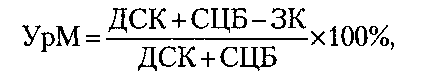 УрМ = (ДСК + СЦБ − ЗК) / (ДСК + СЦБ) × 100%,